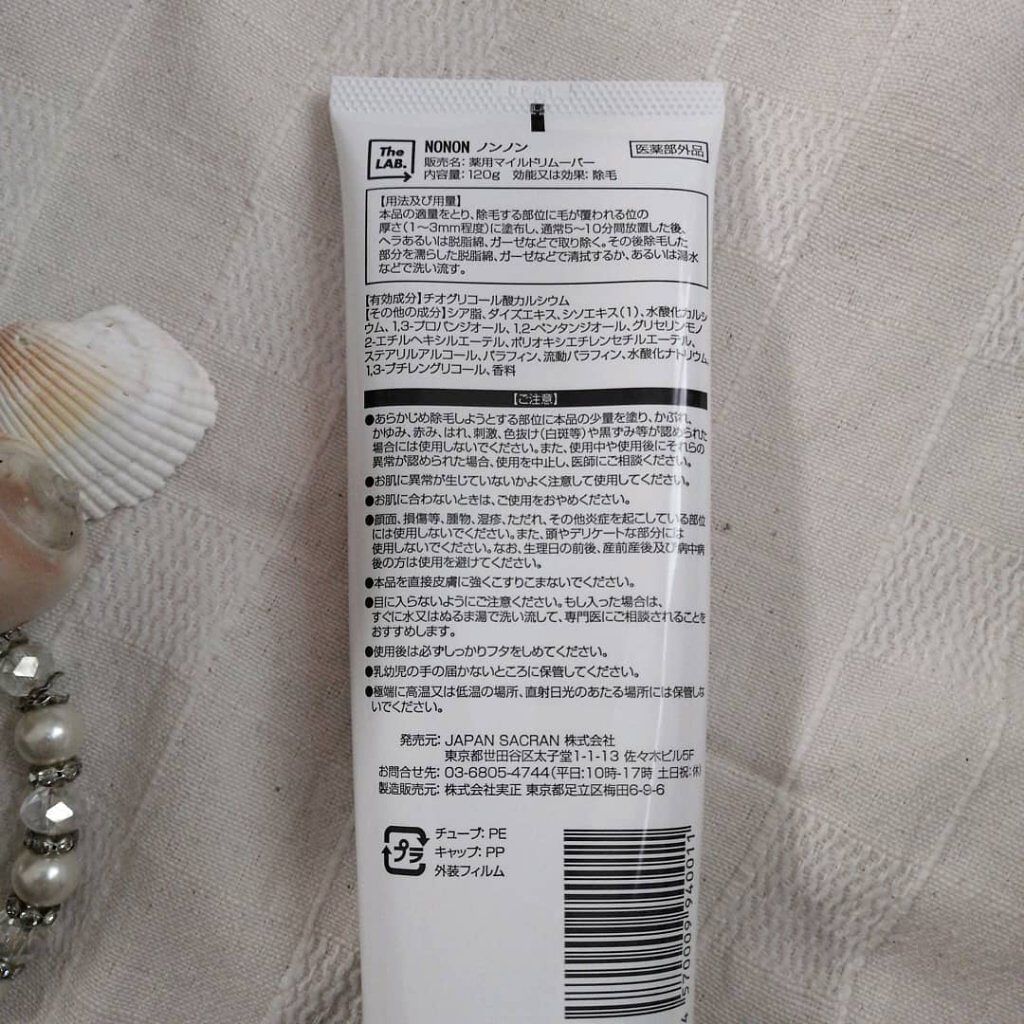 The LAB.
NONON ノンノン
医薬部外品
販売名: 薬用マイルドリムーバー
内容量: 120g 効能又は効果: 除毛
【用法及び用量】
本品の適量をとり、除毛する部位に毛が覆われる位の
厚さ(1〜3mm程度)に塗布し、通常5〜10分間放置した後、
ヘラあるいは脱脂綿、ガーゼなどで取り除く。その後除毛した
部分を濡らした脱脂綿、ガーゼなどで清拭するか、あるいは湯水
などで洗い流す。
【有効成分】チオグリコール酸カルシウム
【その他の成分】シア脂、ダイズエキス、シソエキス(1)、水酸化カルシ
ウム、1,3-プロパンジオール、1,2-ペンタンジオール、グリセリンモノ
2-エチルヘキシルエーテル、ポリオキシエチレンセチルエーテル、
ステアリルアルコール、パラフィン、流動パラフィン、水酸化ナトリウム、
1,3-ブチレングリコール、香料
【ご注意】
●あらかじめ除毛しようとする部位に本品の少量を塗り、かぶれ、
かゆみ、赤み、はれ、刺激、色抜け(白斑等)や黒ずみ等が認められた
場合には使用しないでください。また、使用中や使用後にそれらの
異常が認められた場合、使用を中止し、医師にご相談ください。
●お肌に異常が生じていないかよく注意して使用してください。
●お肌に合わないときは、ご使用をおやめください。
●顔面、損傷等、腫物、湿疹、ただれ、その他炎症を起こしている部位
には使用しないでください。また、頭やデリケートな部分には
使用しないでください。なお、生理日の前後、産前産後及び病中病
後の方は使用を避けてください。
●本品を直接皮膚に強くこすりこまないでください。
●目に入らないようにご注意ください。もし入った場合は、
すぐに水又はぬるま湯で洗い流して、専門医にご相談されることを
おすすめします。
●使用後は必ずしっかりフタをしめてください。
●乳幼児の手の届かないところに保管してください。
●極端に高温又は低温の場所、直射日光のあたる場所には保管しな
いでください。
発売元: JAPAN SACRAN 株式会社
東京都世田谷区太子堂1-1-13 佐々木ビル5F
お問合せ先: 03-6805-4744(平日:10時-17時 土日祝:休)
製造販売元: 株式会社実正 東京都足立区梅田6-9-6
プラ
チューブ: PE
キャップ: PP
外装フィルム
4 570009 940011